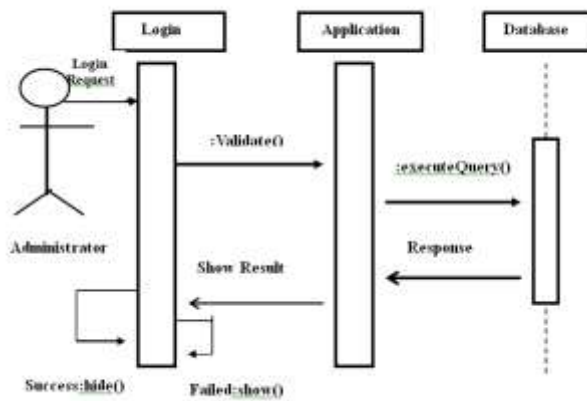 Login
Application
Database
Login
Request
:Validate()
:executeQuery()
Administrator
Response
Show Result
Success:hide()
Failed:show()